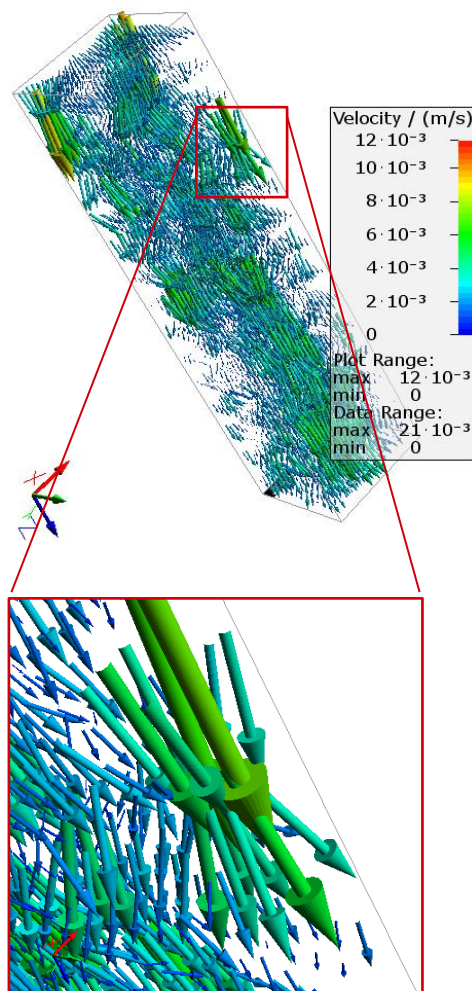 Velocity / (m/s)
12·10⁻³
10·10⁻³
8·10⁻³
6·10⁻³
4·10⁻³
2·10⁻³
0
Plot Range:
max 12·10⁻³
min 0
Data Range:
max 21·10⁻³
min 0
X
Y
Z